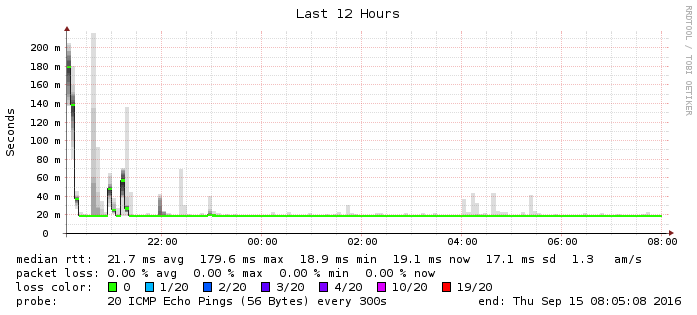 Last 12 Hours
RRDTOOL / TOBI OETIKER
Seconds
200 m
180 m
160 m
140 m
120 m
100 m
80 m
60 m
40 m
20 m
0
22:00 00:00 02:00 04:00 06:00 08:00
median rtt: 21.7 ms avg 179.6 ms max 18.9 ms min 19.1 ms now 17.1 ms sd 1.3 am/s
packet loss: 0.00 % avg 0.00 % max 0.00 % min 0.00 % now
loss color: 0 1/20 2/20 3/20 4/20 10/20 19/20
probe: 20 ICMP Echo Pings (56 Bytes) every 300s end: Thu Sep 15 08:05:08 2016